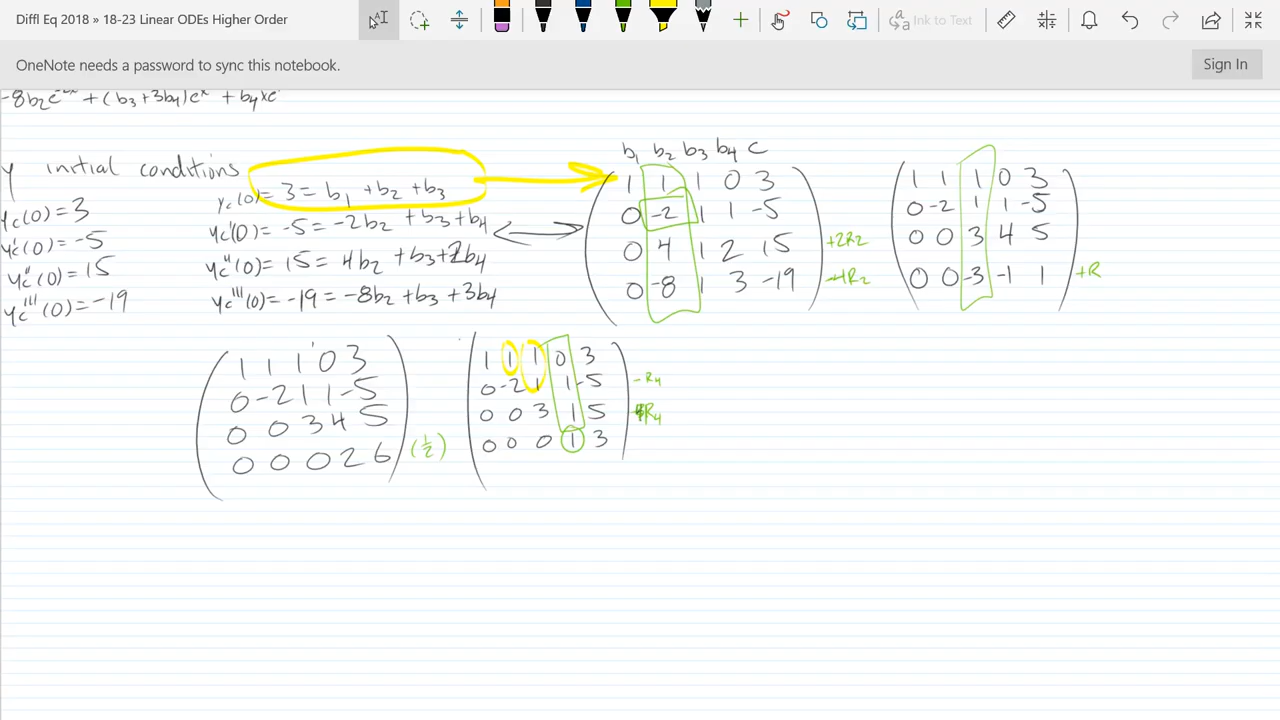 Diffl Eq 2018 » 18-23 Linear ODEs Higher Order
Ink to Text
OneNote needs a password to sync this notebook.
Sign In
-8b₂e⁻²ˣ + (b₃+3b₄)eˣ + b₄xe
y initial conditions
y_c(0) = 3
y_c'(0) = -5
y_c''(0) = 15
y_c'''(0) = -19
y_c(0) = 3 = b₁ + b₂ + b₃
y_c'(0) = -5 = -2b₂ + b₃ + b₄
y_c''(0) = 15 = 4b₂ + b₃ + 2b₄
y_c'''(0) = -19 = -8b₂ + b₃ + 3b₄
b₁ b₂ b₃ b₄ c
1 1 1 0 3
0 -2 1 1 -5
0 4 1 2 15 +2R₂
0 -8 1 3 -19 -4R₂
1 1 1 0 3
0 -2 1 1 -5
0 0 3 4 5
0 0 -3 -1 1 +R
1 1 1 0 3
0 -2 1 1 -5
0 0 3 4 5
0 0 0 2 6 (1/2)
1 1 1 0 3
0 -2 1 1 -5 -R₄
0 0 3 1 5 R₄
0 0 0 1 3